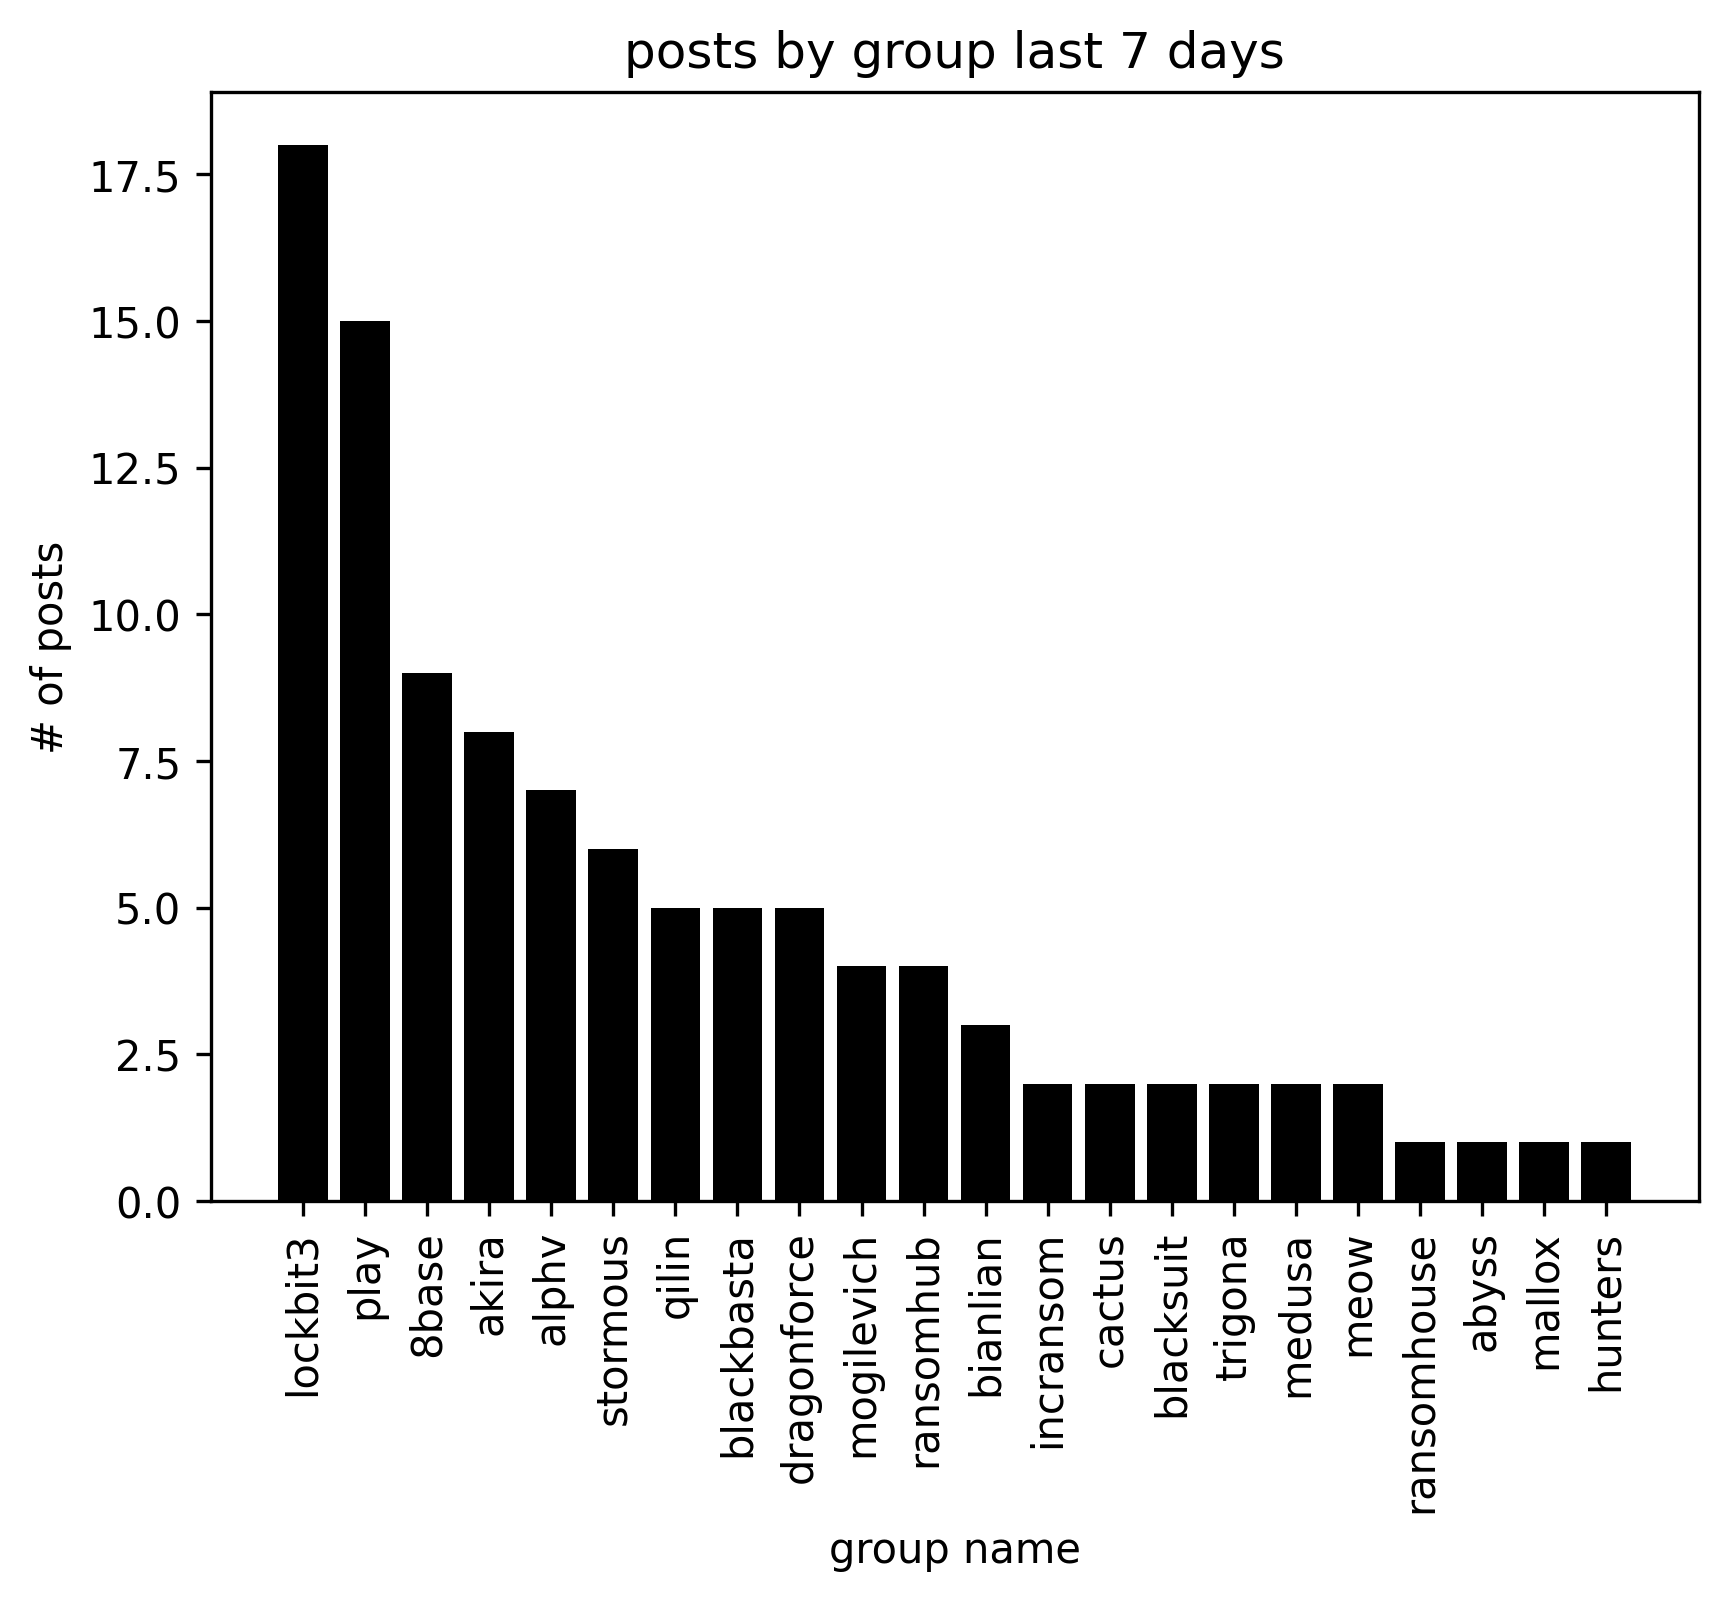 posts by group last 7 days
# of posts
17.5
15.0
12.5
10.0
7.5
5.0
2.5
0.0
lockbit3
play
8base
akira
alphv
stormous
qilin
blackbasta
dragonforce
mogilevich
ransomhub
bianlian
incransom
cactus
blacksuit
trigona
medusa
meow
ransomhouse
abyss
mallox
hunters
group name